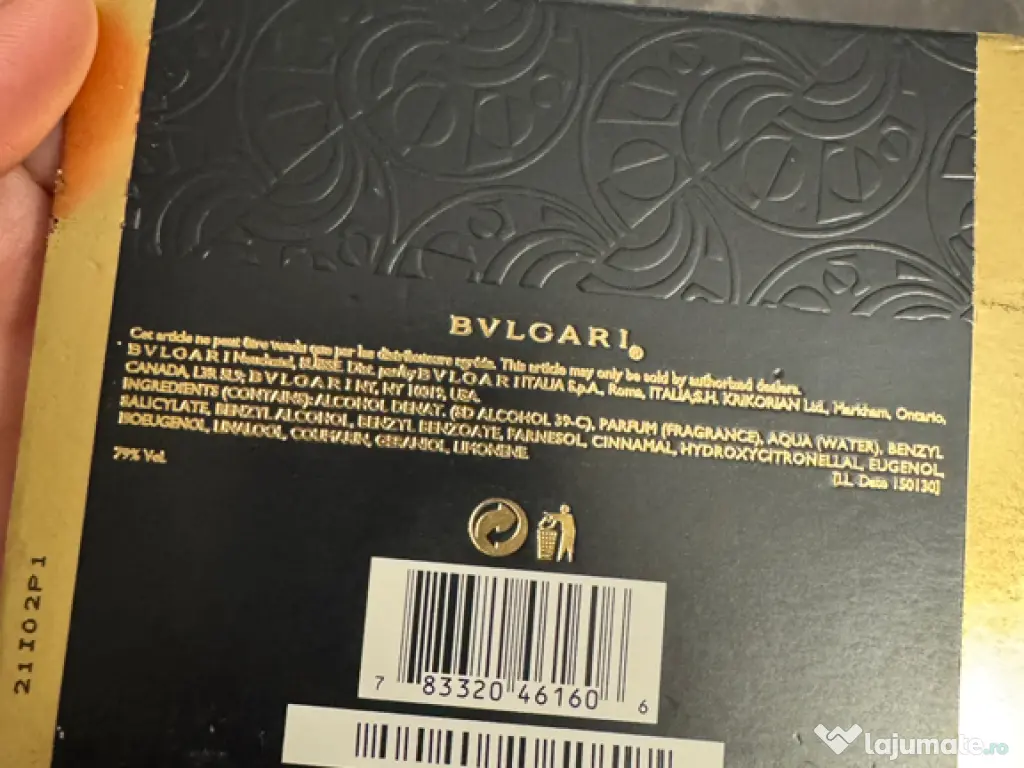 BVLGARI®
Cet article ne peut être vendu que par les distributeurs agréés. This article may only be sold by authorized dealers.
BVLGARI Neuchatel, SUISSE. Dist. par/by BVLGARI ITALIA S.p.A., Roma, ITALIA; S.H. KRIKORIAN Ltd., Markham, Ontario,
CANADA, L3R 5L9; BVLGARI NY, NY 10019, USA.
INGREDIENTS (CONTAINS): ALCOHOL DENAT. (SD ALCOHOL 39-C), PARFUM (FRAGRANCE), AQUA (WATER), BENZYL
SALICYLATE, BENZYL ALCOHOL, BENZYL BENZOATE, FARNESOL, CINNAMAL, HYDROXYCITRONELLAL, EUGENOL,
ISOEUGENOL, LINALOOL, COUMARIN, GERANIOL, LIMONENE.
[I.L. Data 150130]
79% Vol.
21I02P1
7 83320 46160 6
lajumate.ro